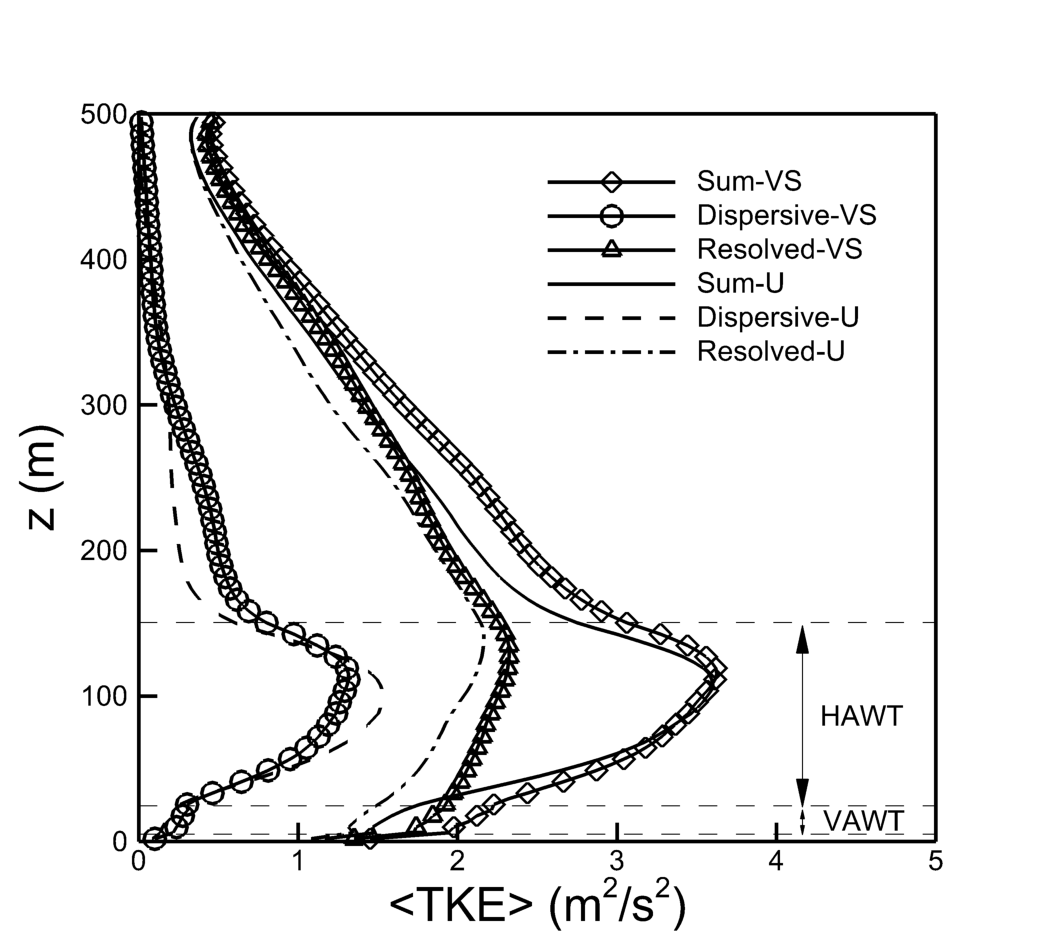 500
400
300
200
100
0
z (m)
Sum-VS
Dispersive-VS
Resolved-VS
Sum-U
Dispersive-U
Resolved-U
HAWT
VAWT
0 1 2 3 4 5
<TKE> (m²/s²)